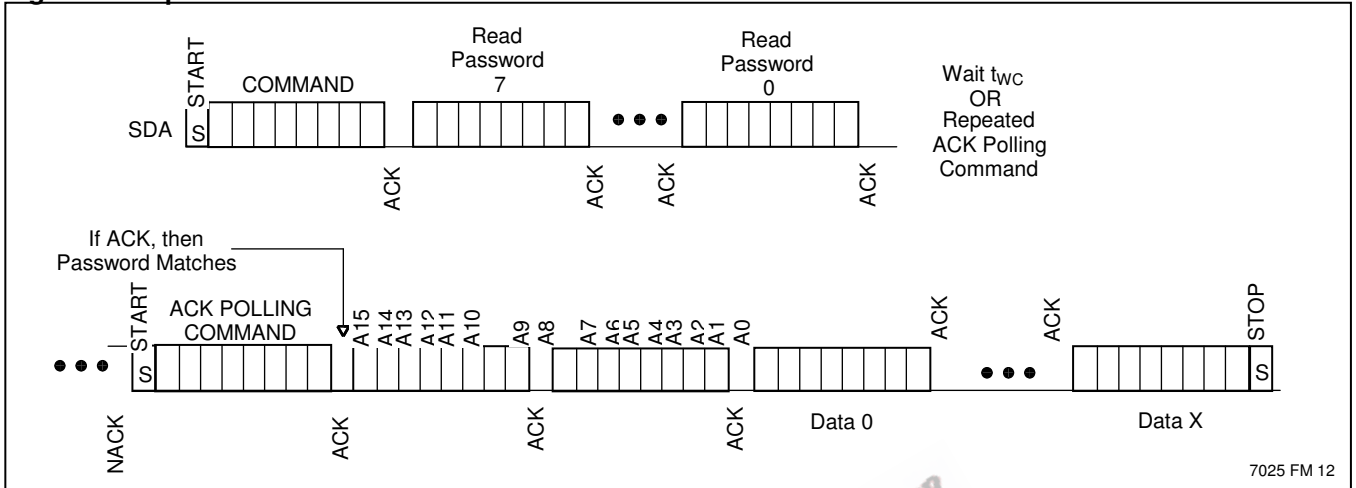 START
COMMAND
Read
Password
7
Read
Password
0
Wait tWC
OR
Repeated
ACK Polling
Command
SDA
S
ACK
ACK
ACK
ACK
If ACK, then
Password Matches
START
ACK POLLING
COMMAND
A15
A14
A13
A12
A11
A10
A9
A8
A7
A6
A5
A4
A3
A2
A1
A0
ACK
ACK
STOP
S
S
NACK
ACK
ACK
ACK
Data 0
Data X
7025 FM 12